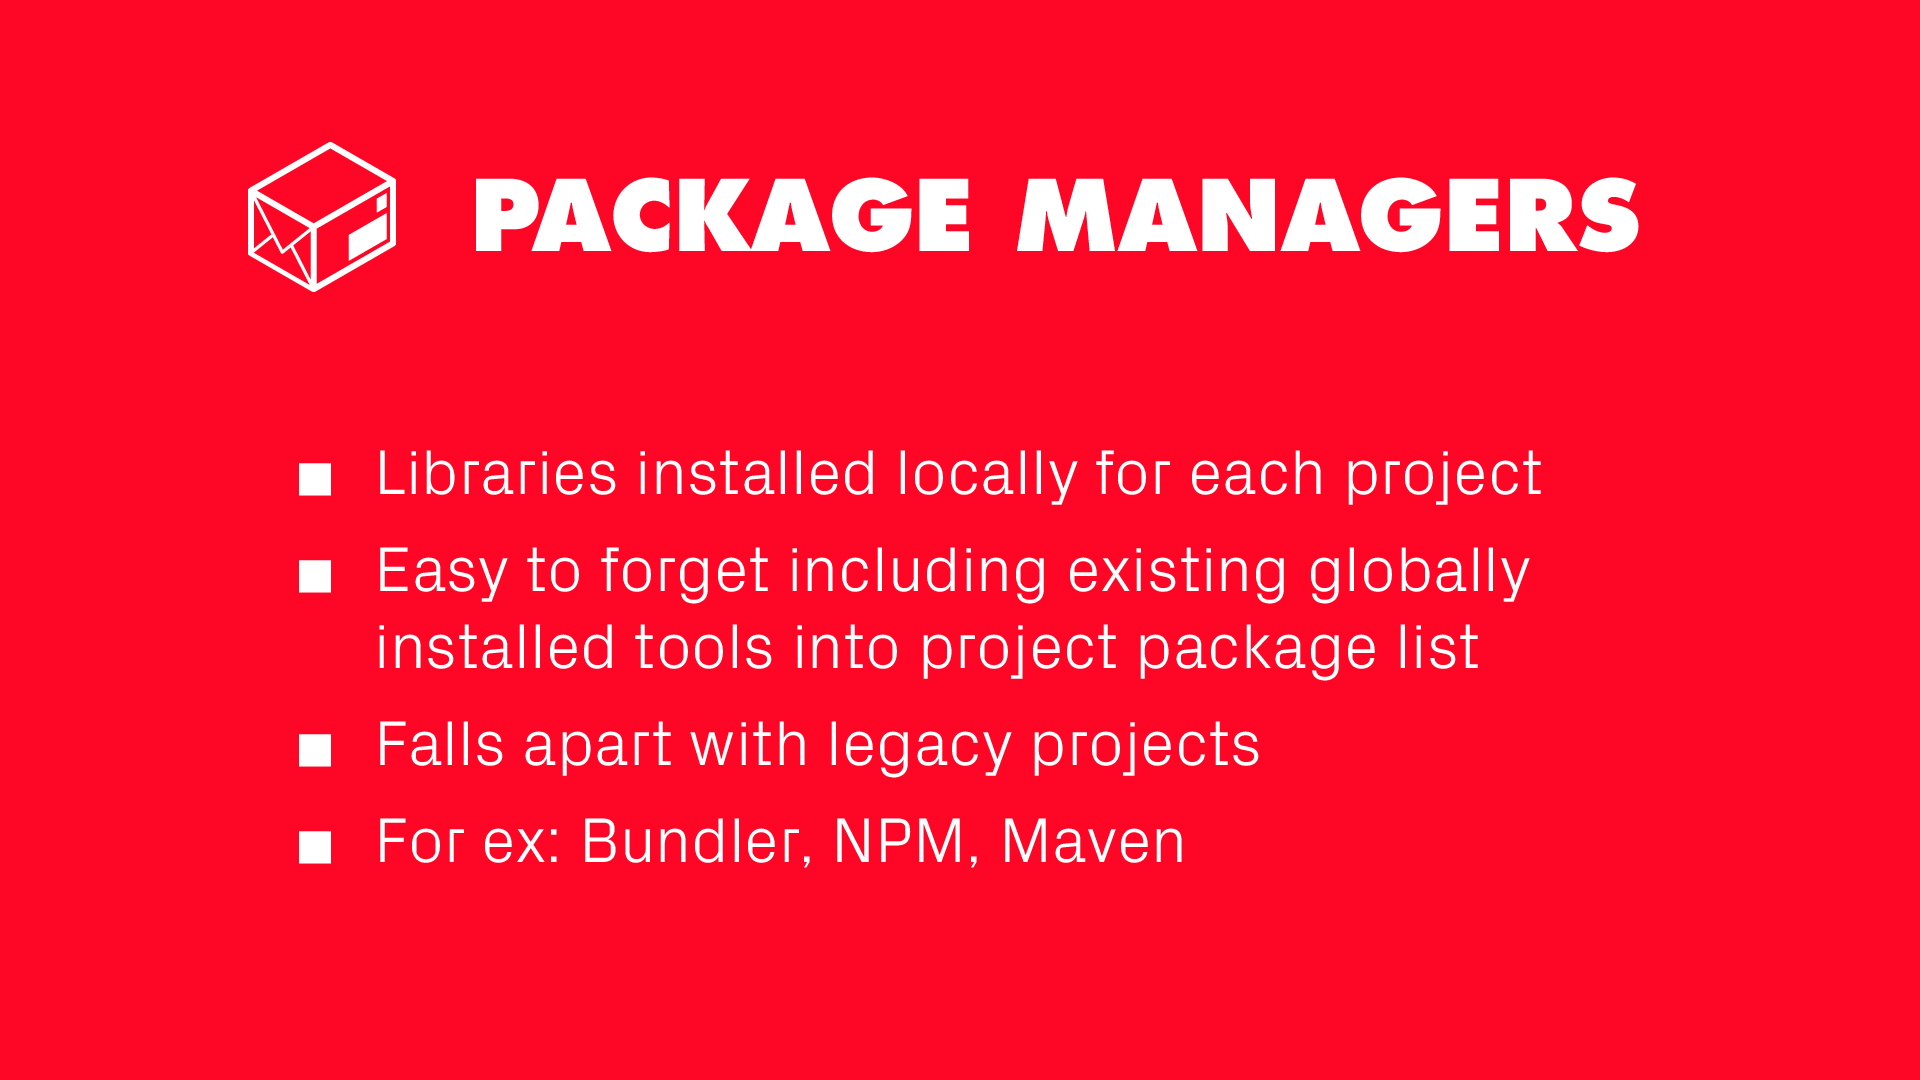 PACKAGE MANAGERS
Libraries installed locally for each project
Easy to forget including existing globally
installed tools into project package list
Falls apart with legacy projects
For ex: Bundler, NPM, Maven